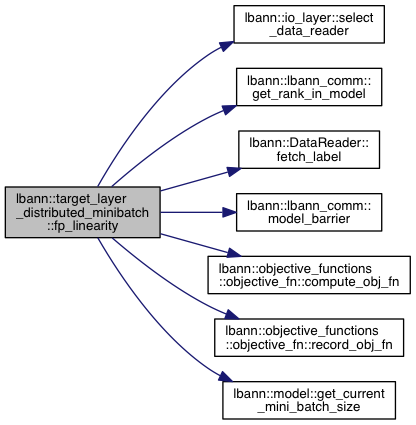 lbann::target_layer
_distributed_minibatch
::fp_linearity
lbann::io_layer::select
_data_reader
lbann::lbann_comm::
get_rank_in_model
lbann::DataReader::
fetch_label
lbann::lbann_comm::
model_barrier
lbann::objective_functions
::objective_fn::compute_obj_fn
lbann::objective_functions
::objective_fn::record_obj_fn
lbann::model::get_current
_mini_batch_size